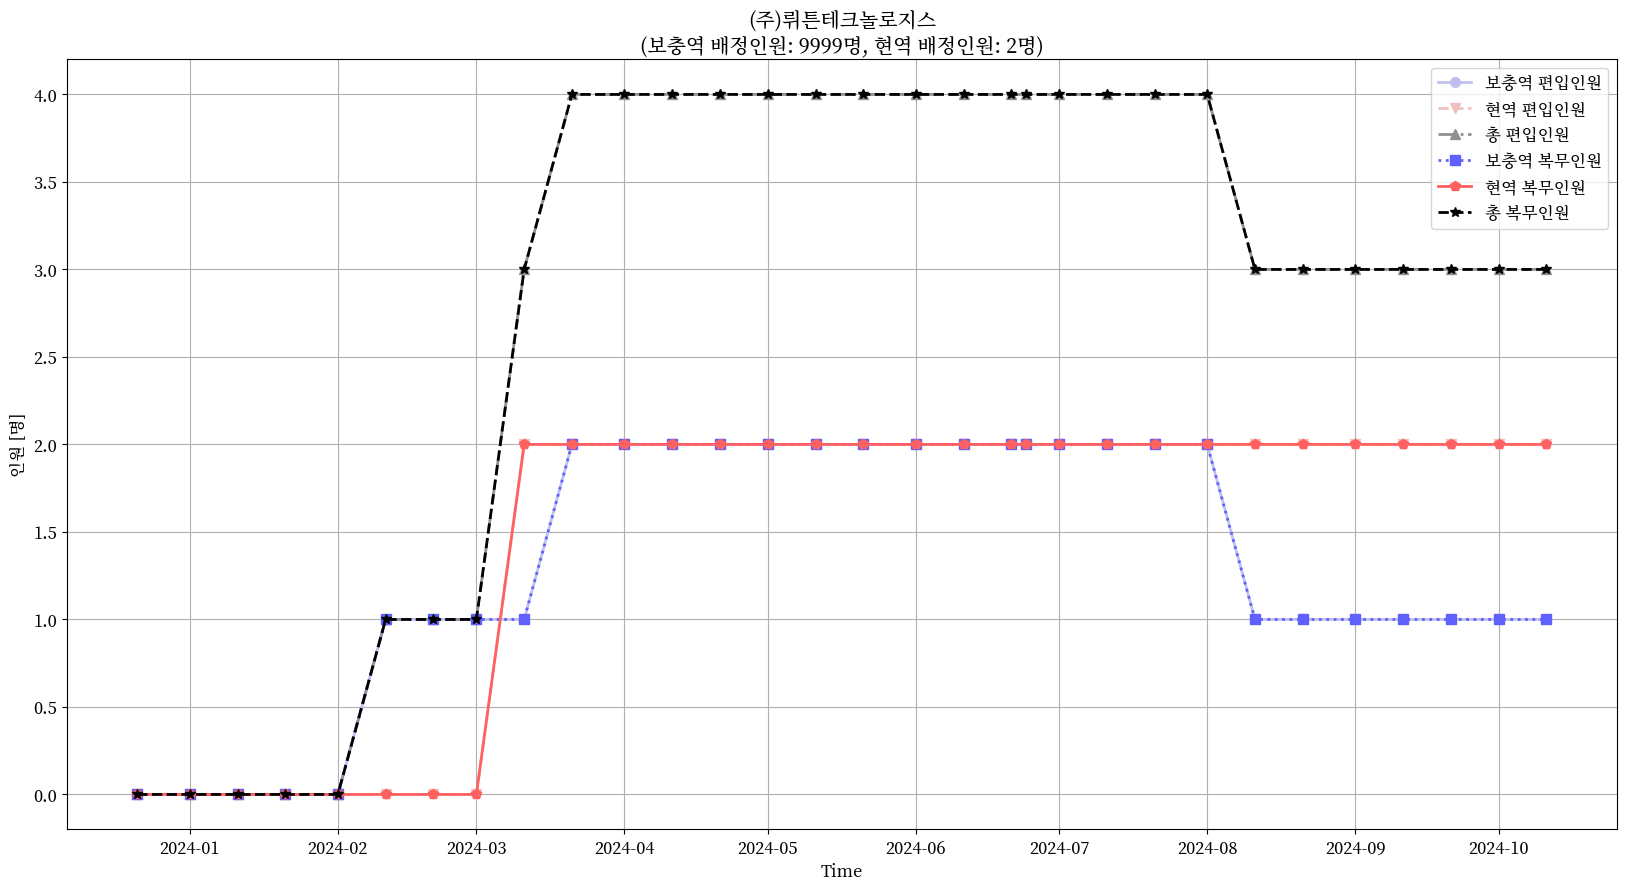 (주)뤼튼테크놀로지스
(보충역 배정인원: 9999명, 현역 배정인원: 2명)
보충역 편입인원
현역 편입인원
총 편입인원
보충역 복무인원
현역 복무인원
총 복무인원
인원 [명]
4.0
3.5
3.0
2.5
2.0
1.5
1.0
0.5
0.0
2024-01 2024-02 2024-03 2024-04 2024-05 2024-06 2024-07 2024-08 2024-09 2024-10
Time